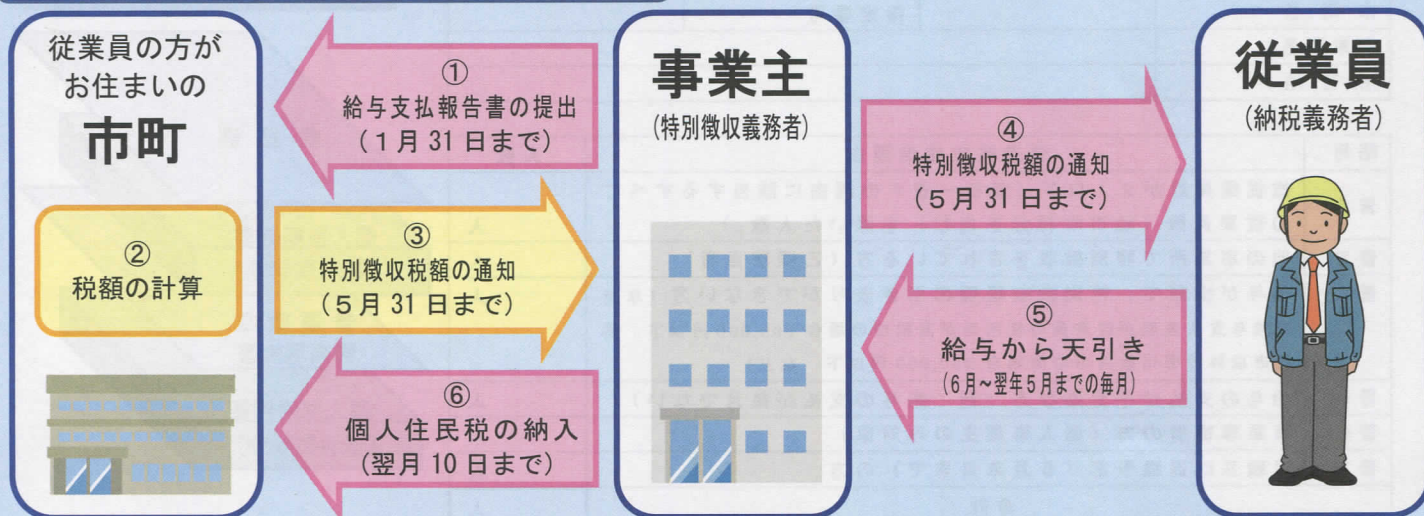 従業員の方が
お住まいの
市町
②
税額の計算
①
給与支払報告書の提出
(1月31日まで)
③
特別徴収税額の通知
(5月31日まで)
⑥
個人住民税の納入
(翌月10日まで)
事業主
(特別徴収義務者)
④
特別徴収税額の通知
(5月31日まで)
⑤
給与から天引き
(6月~翌年5月までの毎月)
従業員
(納税義務者)